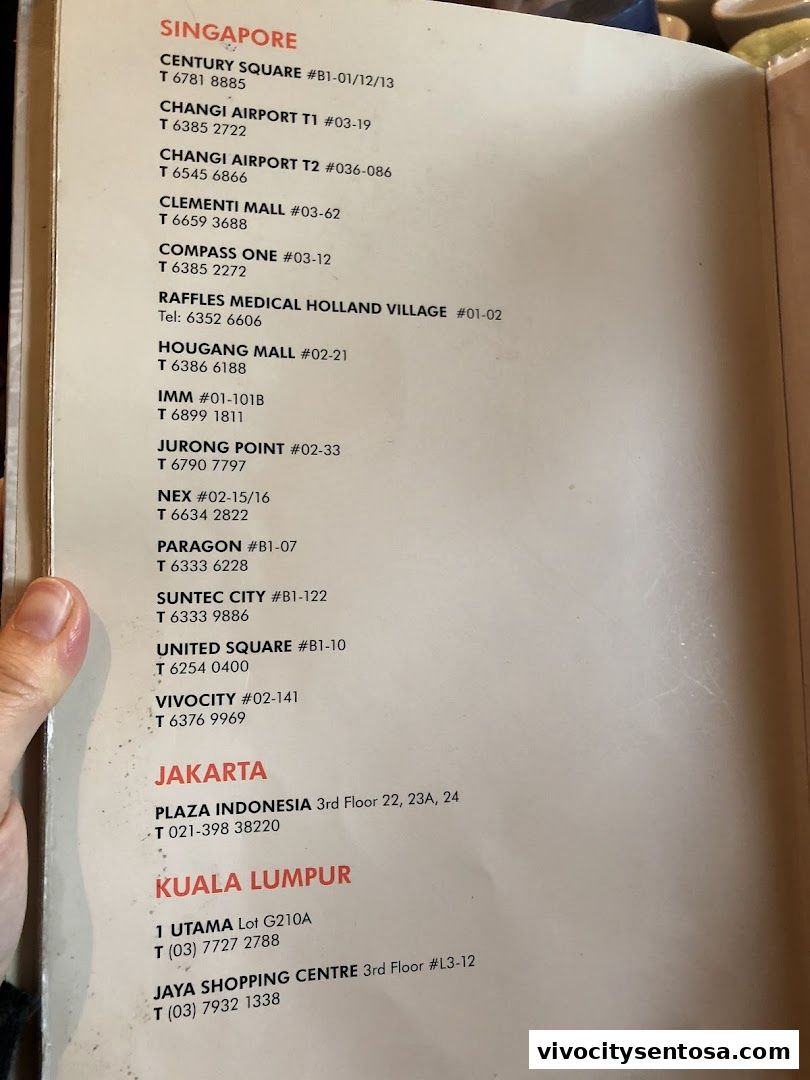 SINGAPORE
CENTURY SQUARE #B1-01/12/13
T 6781 8885
CHANGI AIRPORT T1 #03-19
T 6385 2722
CHANGI AIRPORT T2 #036-086
T 6545 6866
CLEMENTI MALL #03-62
T 6659 3688
COMPASS ONE #03-12
T 6385 2272
RAFFLES MEDICAL HOLLAND VILLAGE #01-02
Tel: 6352 6606
HOUGANG MALL #02-21
T 6386 6188
IMM #01-101B
T 6899 1811
JURONG POINT #02-33
T 6790 7797
NEX #02-15/16
T 6634 2822
PARAGON #B1-07
T 6333 6228
SUNTEC CITY #B1-122
T 6333 9886
UNITED SQUARE #B1-10
T 6254 0400
VIVOCITY #02-141
T 6376 9969
JAKARTA
PLAZA INDONESIA 3rd Floor 22, 23A, 24
T 021-398 38220
KUALA LUMPUR
1 UTAMA Lot G210A
T (03) 7727 2788
JAYA SHOPPING CENTRE 3rd Floor #L3-12
T (03) 7932 1338
vivocitysentosa.com